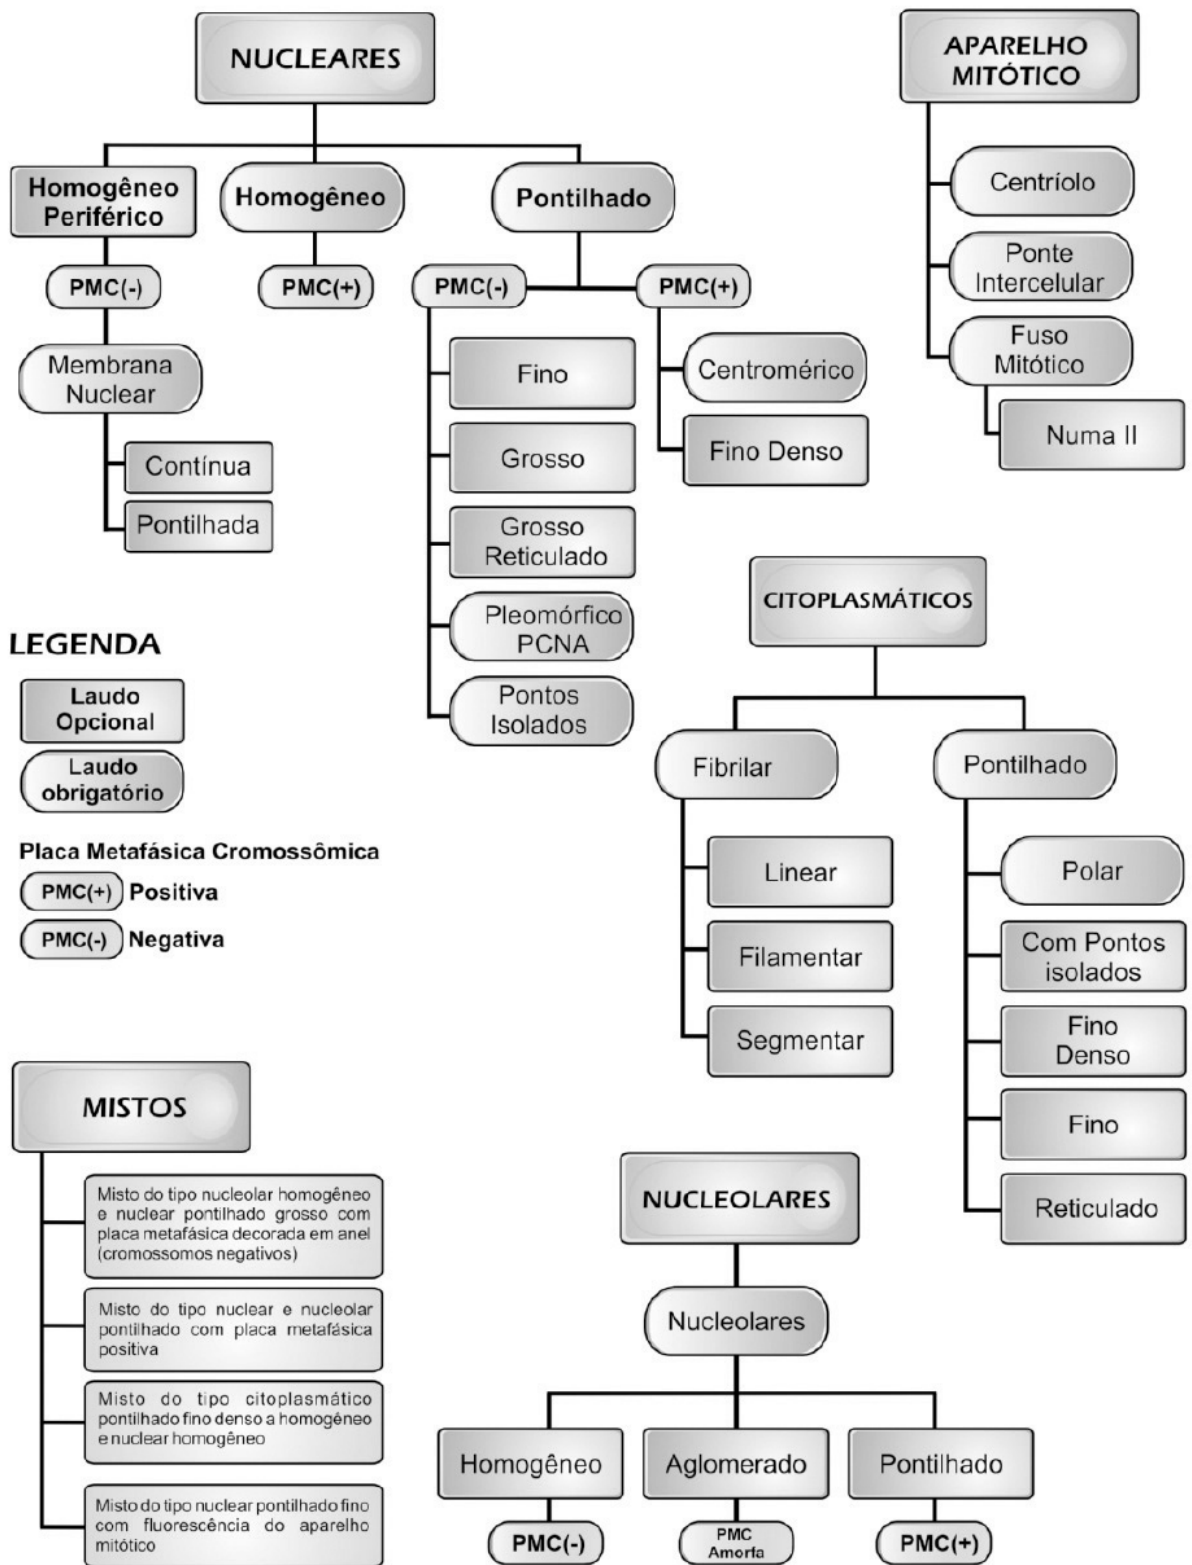 NUCLEARES
Homogêneo
Periférico
Homogêneo
Pontilhado
PMC(-)
PMC(+)
PMC(-)
PMC(+)
Membrana
Nuclear
Contínua
Pontilhada
Fino
Grosso
Grosso
Reticulado
Pleomórfico
PCNA
Pontos
Isolados
Centromérico
Fino Denso
APARELHO
MITÓTICO
Centríolo
Ponte
Intercelular
Fuso
Mitótico
Numa II
LEGENDA
Laudo
Opcional
Laudo
obrigatório
Placa Metafásica Cromossômica
PMC(+) Positiva
PMC(-) Negativa
CITOPLASMÁTICOS
Fibrilar
Linear
Filamentar
Segmentar
Pontilhado
Polar
Com Pontos
isolados
Fino
Denso
Fino
Reticulado
MISTOS
Misto do tipo nucleolar homogêneo
e nuclear pontilhado grosso com
placa metafásica decorada em anel
(cromossomos negativos)
Misto do tipo nuclear e nucleolar
pontilhado com placa metafásica
positiva
Misto do tipo citoplasmático
pontilhado fino denso a homogêneo
e nuclear homogêneo
Misto do tipo nuclear pontilhado fino
com fluorescência do aparelho
mitótico
NUCLEOLARES
Nucleolares
Homogêneo
Aglomerado
Pontilhado
PMC(-)
PMC
Amorfa
PMC(+)